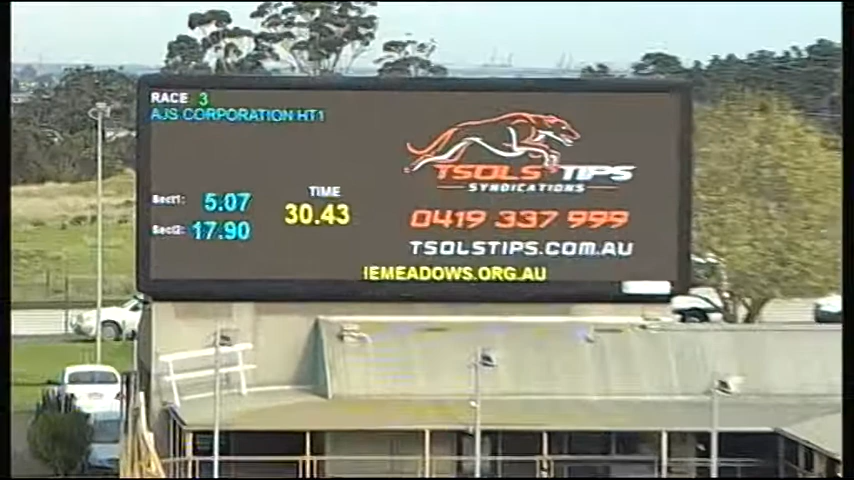 RACE 3
AJS CORPORATION HT1
Sect1: 5.07
Sect2: 17.90
TIME
30.43
TSOLS TIPS
SYNDICATIONS
0419 337 999
TSOLSTIPS.COM.AU
IEMEADOWS.ORG.AU